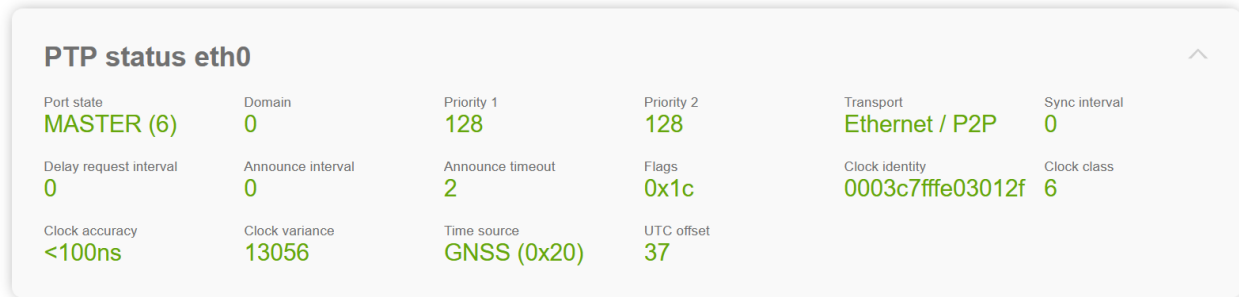 PTP status eth0
Port state Domain Priority 1 Priority 2 Transport Sync interval
MASTER (6) 0 128 128 Ethernet / P2P 0
Delay request interval Announce interval Announce timeout Flags Clock identity Clock class
0 0 2 0x1c 0003c7fffe03012f 6
Clock accuracy Clock variance Time source UTC offset
<100ns 13056 GNSS (0x20) 37